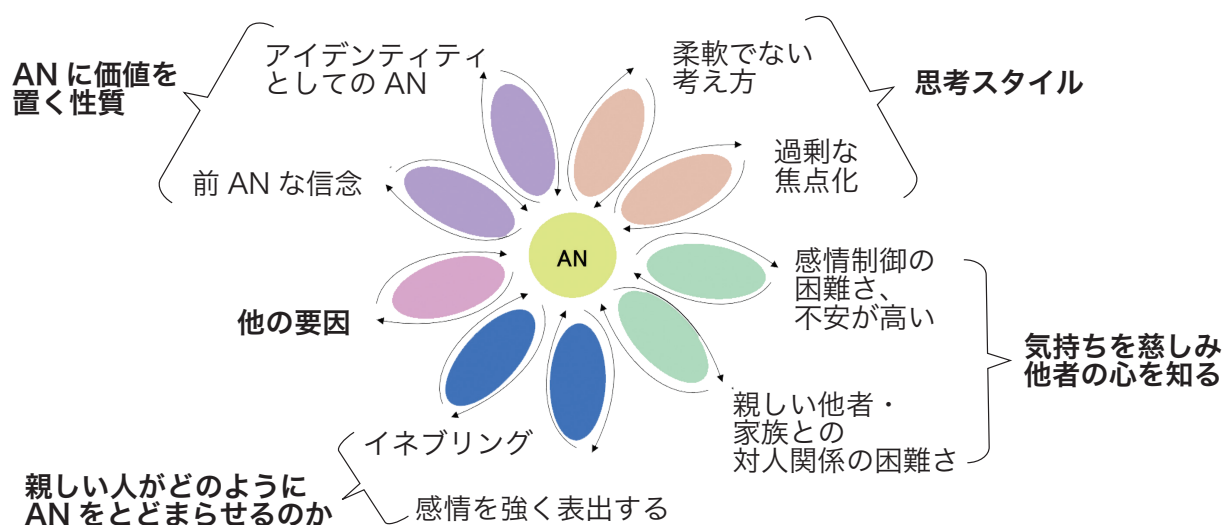 AN に価値を
置く性質
アイデンティティ
としての AN
前 AN な信念
柔軟でない
考え方
過剰な
焦点化
思考スタイル
AN
感情制御の
困難さ、
不安が高い
親しい他者・
家族との
対人関係の困難さ
気持ちを慈しみ
他者の心を知る
他の要因
イネブリング
感情を強く表出する
親しい人がどのように
AN をとどまらせるのか